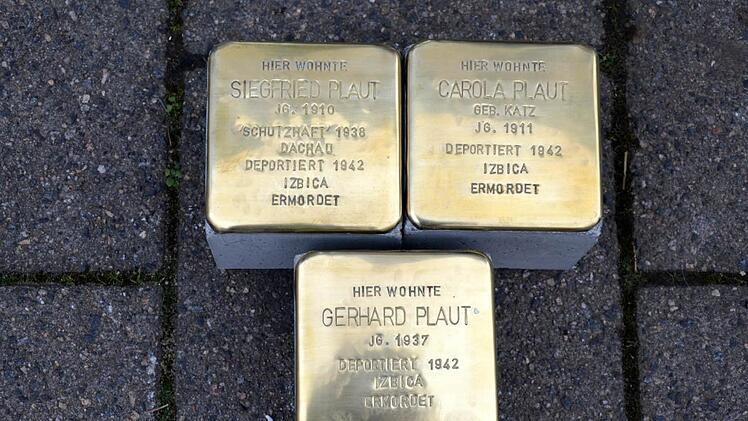 HIER WOHNTE
SIEGFRIED PLAUT
JG. 1910
'SCHUTZHAFT' 1938
DACHAU
DEPORTIERT 1942
IZBICA
ERMORDET
HIER WOHNTE
CAROLA PLAUT
GEB. KATZ
JG. 1911
DEPORTIERT 1942
IZBICA
ERMORDET
HIER WOHNTE
GERHARD PLAUT
JG. 1937
DEPORTIERT 1942
IZBICA
ERMORDET